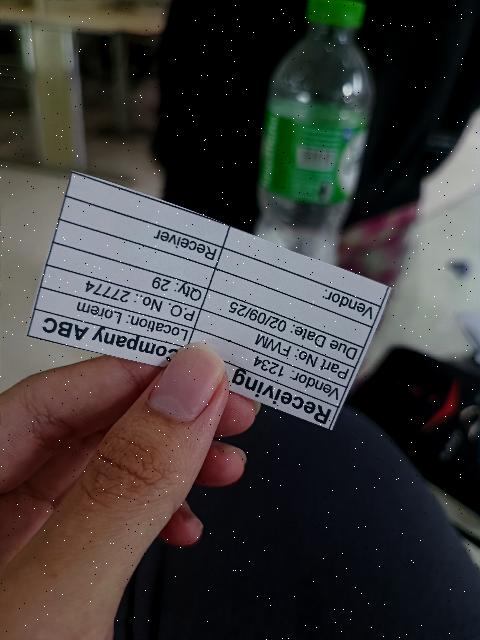 Receiving Company ABC
Vendor: 1234 Location: Lorem
Part No: FWM P.O. No.: 27774
Due Date: 02/09/25 Qty: 29
Vendor: Receiver